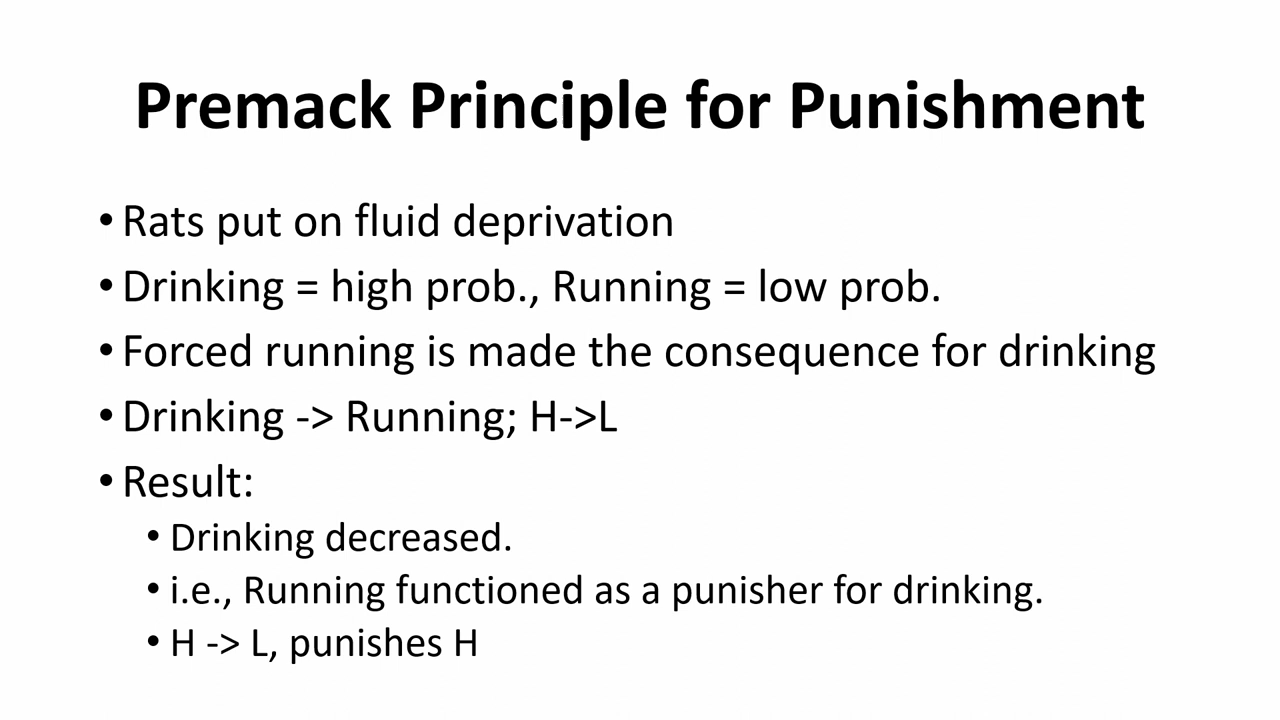 Premack Principle for Punishment
• Rats put on fluid deprivation
• Drinking = high prob., Running = low prob.
• Forced running is made the consequence for drinking
• Drinking -> Running; H->L
• Result:
• Drinking decreased.
• i.e., Running functioned as a punisher for drinking.
• H -> L, punishes H